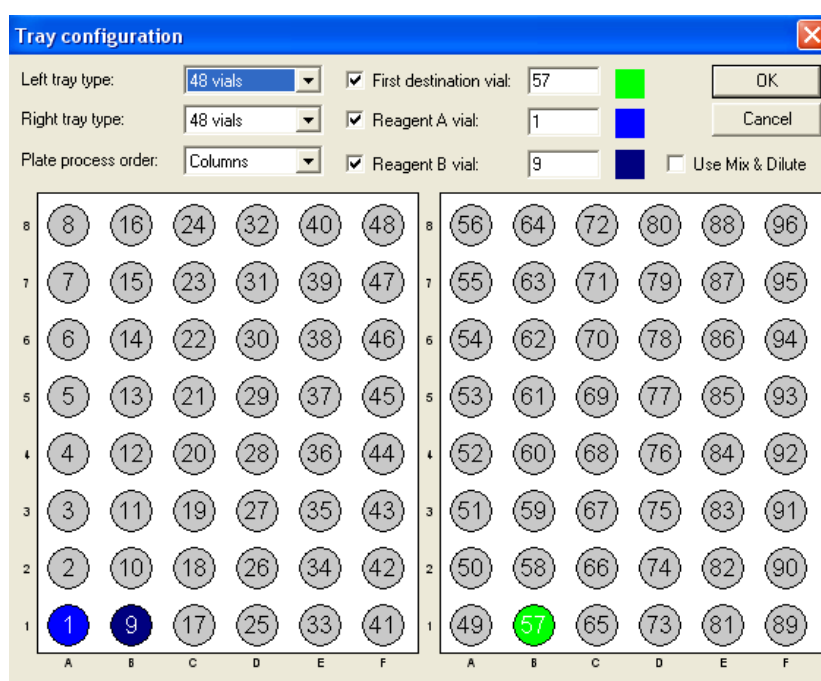 Tray configuration
Left tray type: 48 vials First destination vial: 57 OK
Right tray type: 48 vials Reagent A vial: 1 Cancel
Plate process order: Columns Reagent B vial: 9 Use Mix & Dilute
8 8 16 24 32 40 48 8 56 64 72 80 88 96
7 7 15 23 31 39 47 7 55 63 71 79 87 95
6 6 14 22 30 38 46 6 54 62 70 78 86 94
5 5 13 21 29 37 45 5 53 61 69 77 85 93
4 4 12 20 28 36 44 4 52 60 68 76 84 92
3 3 11 19 27 35 43 3 51 59 67 75 83 91
2 2 10 18 26 34 42 2 50 58 66 74 82 90
1 1 9 17 25 33 41 1 49 57 65 73 81 89
A B C D E F A B C D E F